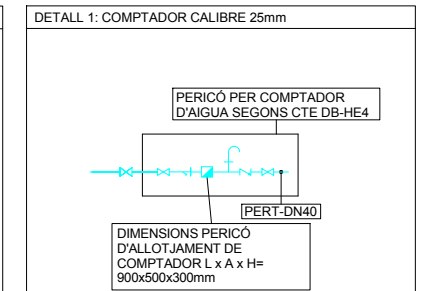 DETALL 1: COMPTADOR CALIBRE 25mm
PERICÓ PER COMPTADOR
D'AIGUA SEGONS CTE DB-HE4
PERT-DN40
DIMENSIONS PERICÓ
D'ALLOTJAMENT DE
COMPTADOR L x A x H=
900x500x300mm